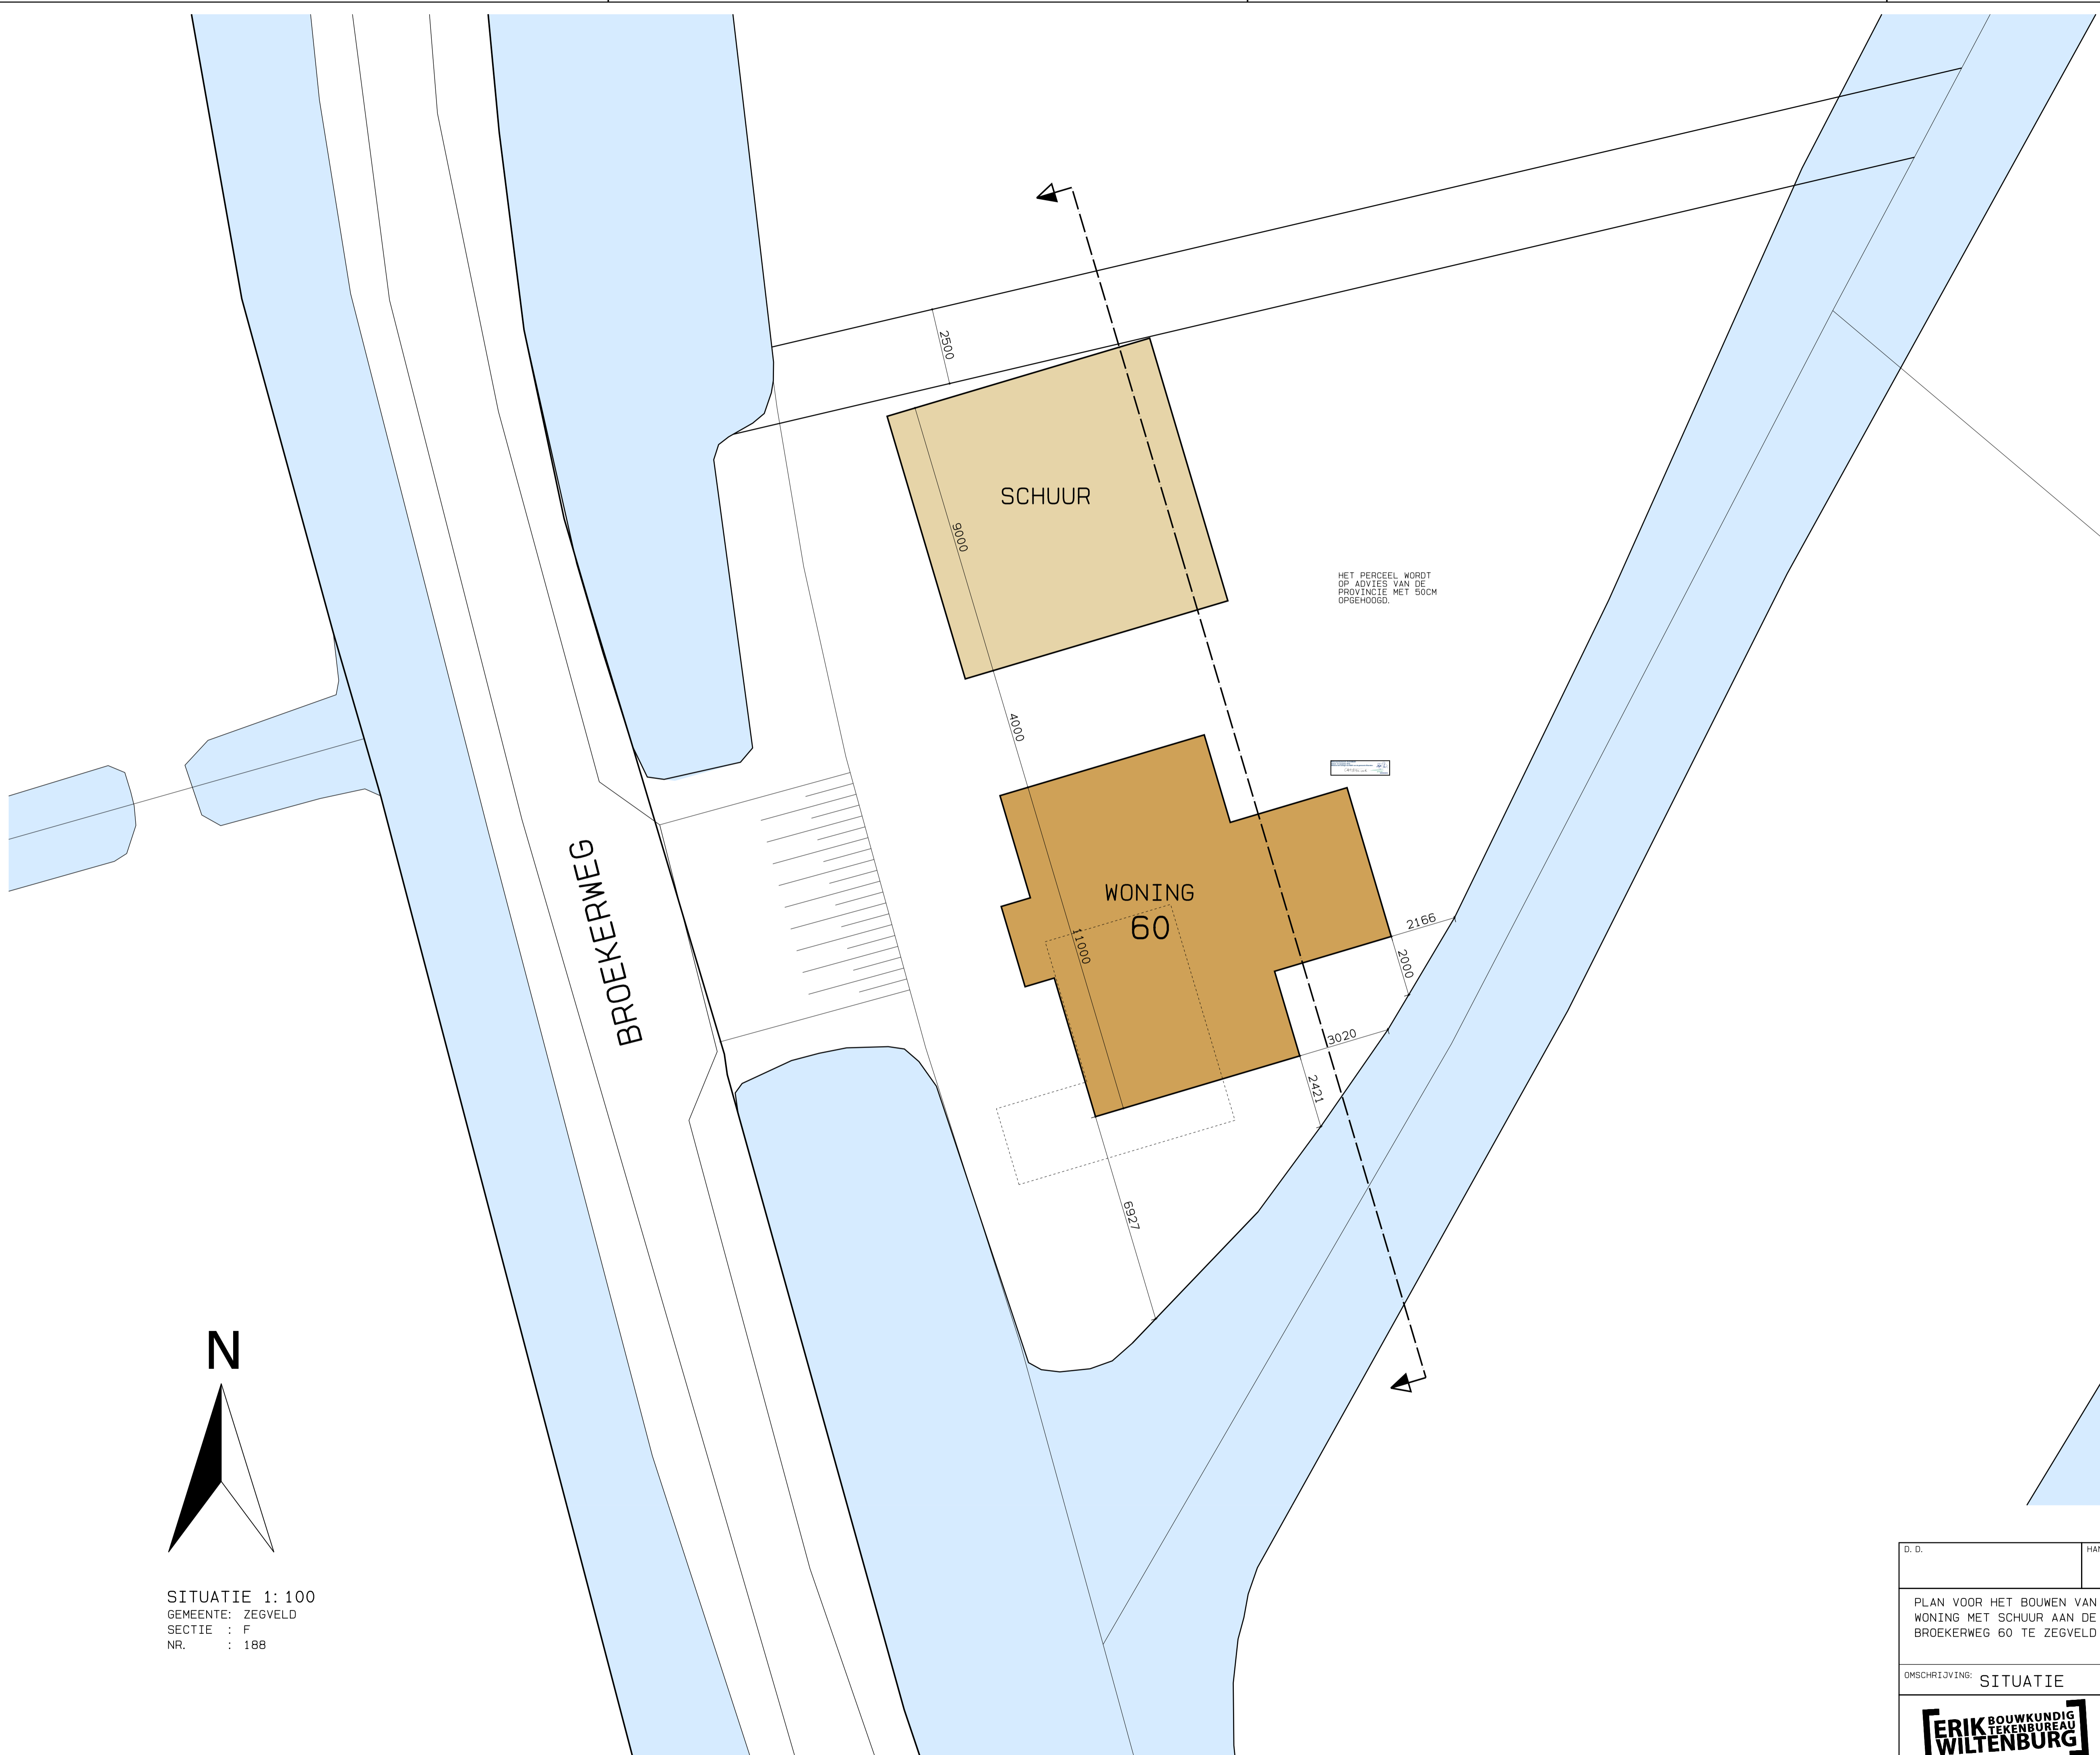 2500
SCHUUR
9000
HET PERCEEL WORDT
OP ADVIES VAN DE
PROVINCIE MET 50CM
OPGEHOOGD.
4000
BROEKERWEG
WONING
60
11000
2166
2000
3020
2421
6927
N
SITUATIE 1:100
GEMEENTE: ZEGVELD
SECTIE : F
NR. : 188
D.D.
PLAN VOOR HET BOUWEN VAN
WONING MET SCHUUR AAN DE
BROEKERWEG 60 TE ZEGVELD
OMSCHRIJVING: SITUATIE
ERIK BOUWKUNDIG
TEKENBUREAU
WILTENBURG